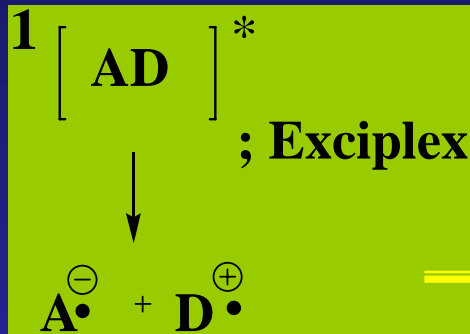 1 [ AD ] *
; Exciplex
A⊖• + D⊕•